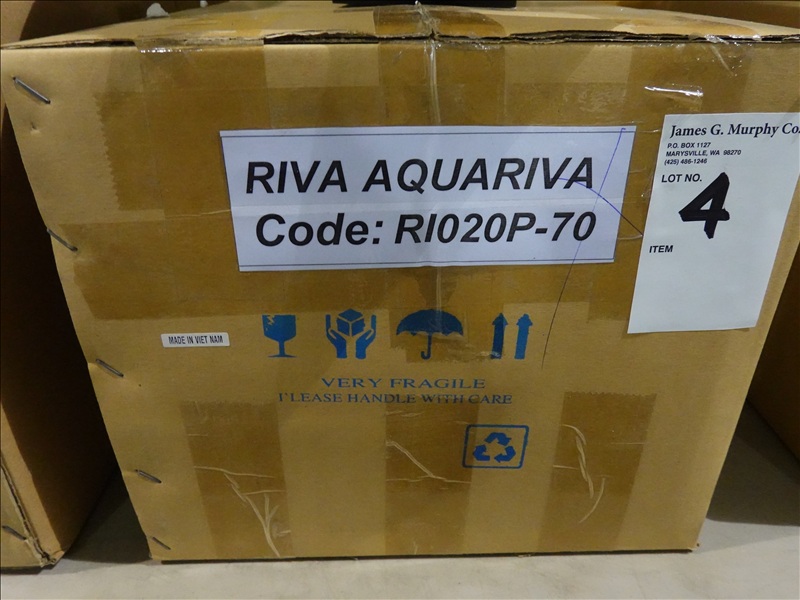 James G. Murphy Co.
P.O. BOX 1127
MARYSVILLE, WA 98270
(425) 486-1246
LOT NO.
4
ITEM
RIVA AQUARIVA
Code: RI020P-70
MADE IN VIET NAM
VERY FRAGILE
PLEASE HANDLE WITH CARE